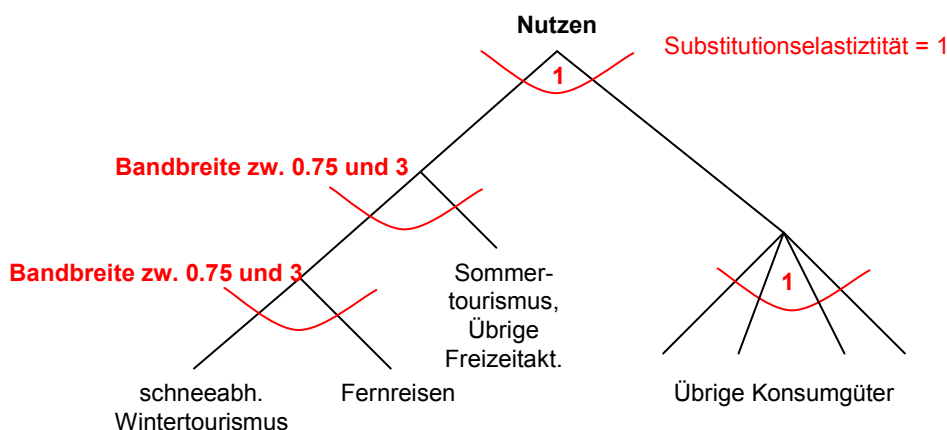 Nutzen
Substitutionselastiztität = 1
1
Bandbreite zw. 0.75 und 3
Bandbreite zw. 0.75 und 3
Sommer-
tourismus,
Übrige
Freizeitakt.
1
schneeabh.
Wintertourismus
Fernreisen
Übrige Konsumgüter